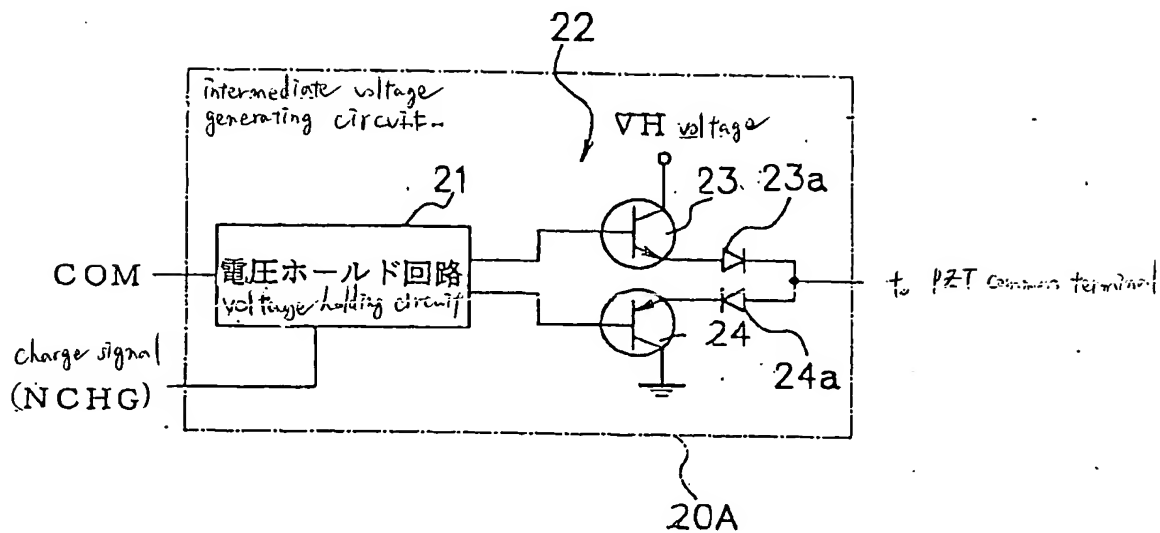 22
intermediate voltage
generating circuit
VH voltage
21
23
23a
COM
電圧ホールド回路
voltage holding circuit
to PZT common terminal
24
24a
charge signal
(NCHG)
20A